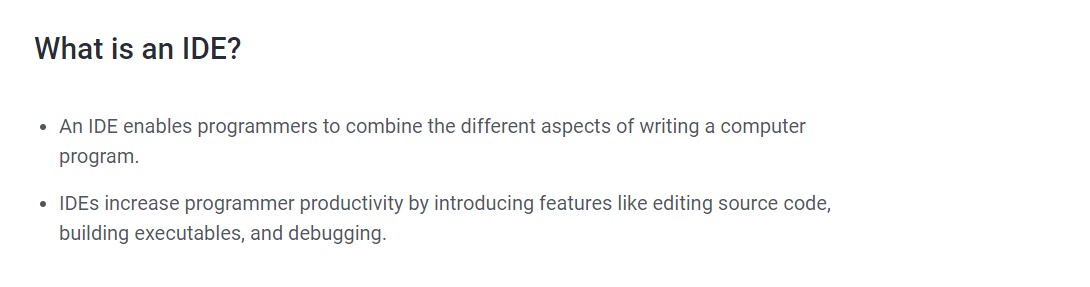 What is an IDE?
• An IDE enables programmers to combine the different aspects of writing a computer
program.
• IDEs increase programmer productivity by introducing features like editing source code,
building executables, and debugging.